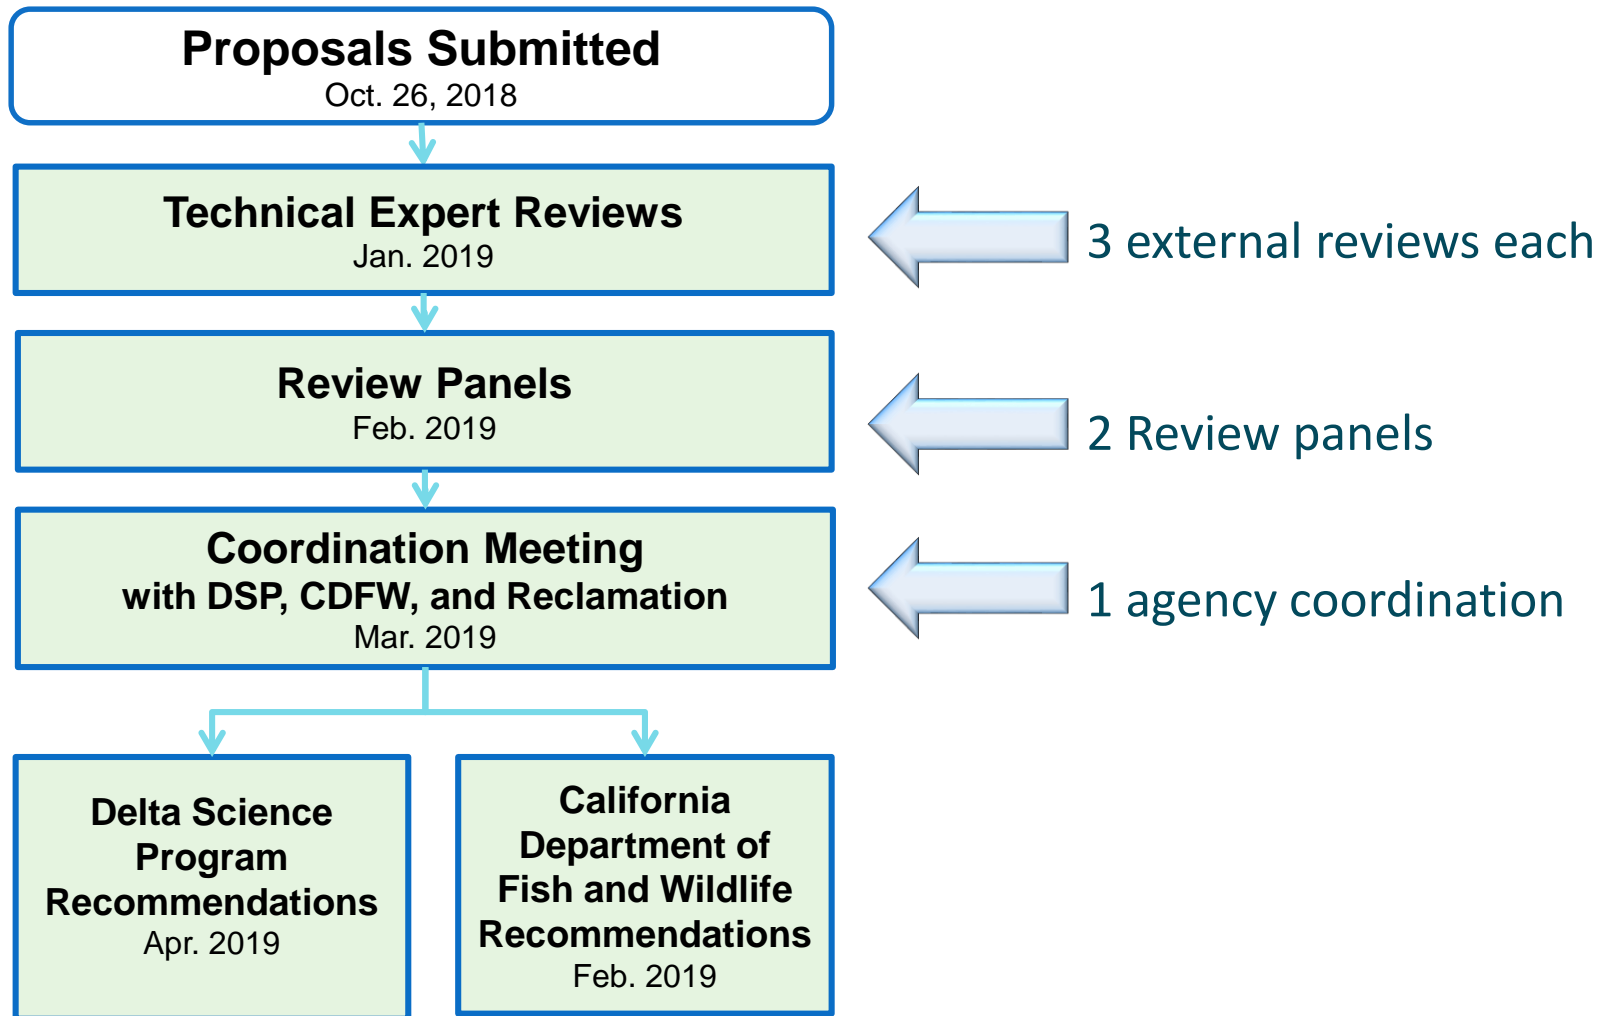 Proposals Submitted
Oct. 26, 2018
Technical Expert Reviews
Jan. 2019
3 external reviews each
Review Panels
Feb. 2019
2 Review panels
Coordination Meeting
with DSP, CDFW, and Reclamation
Mar. 2019
1 agency coordination
Delta Science
Program
Recommendations
Apr. 2019
California
Department of
Fish and Wildlife
Recommendations
Feb. 2019